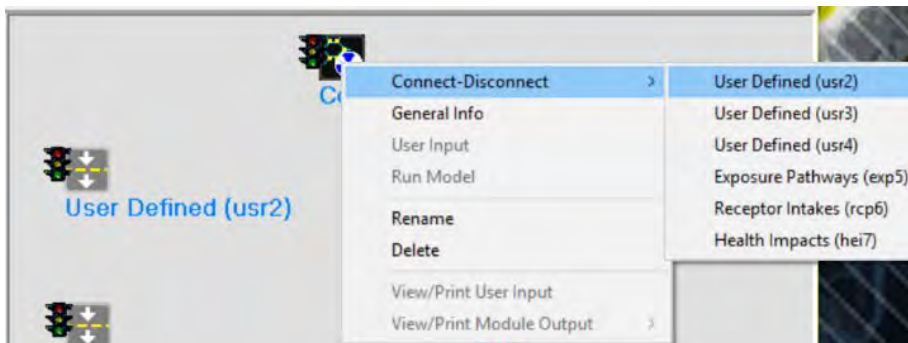 Connect-Disconnect
General Info
User Input
Run Model
Rename
Delete
View/Print User Input
View/Print Module Output
User Defined (usr2)
User Defined (usr3)
User Defined (usr4)
Exposure Pathways (exp5)
Receptor Intakes (rcp6)
Health Impacts (hei7)
User Defined (usr2)